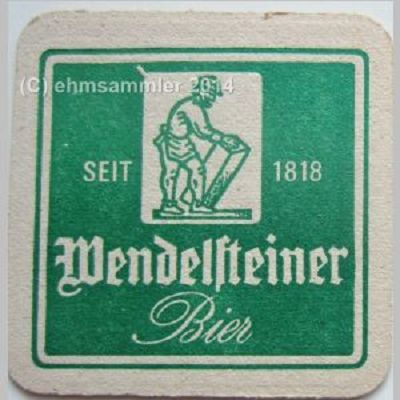 (C) ehmsammler 2014
SEIT 1818
Wendelsteiner
Bier